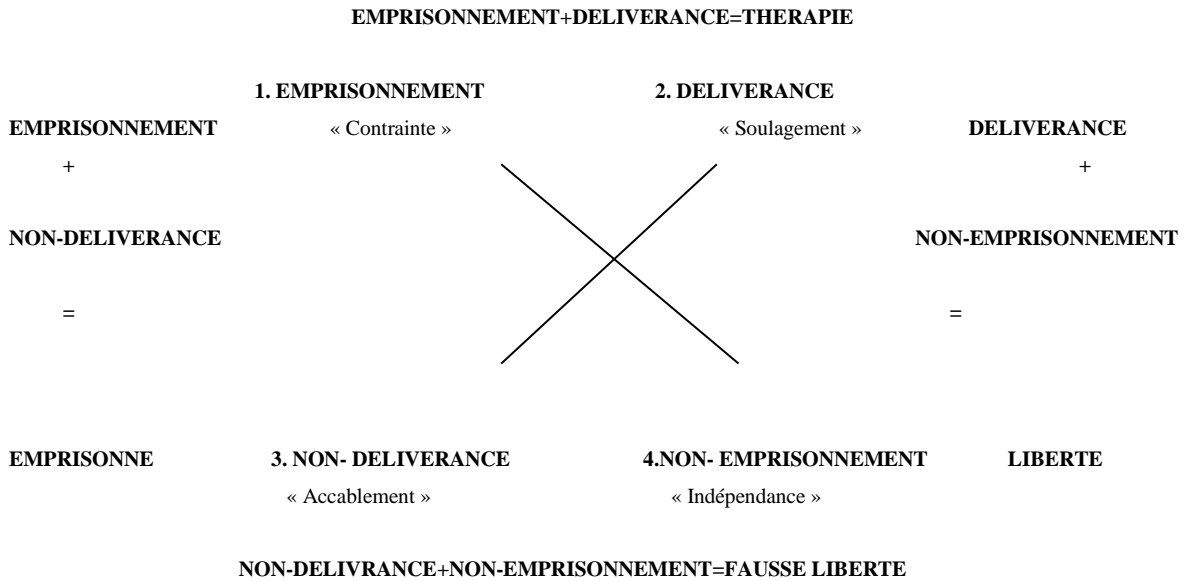 EMPRISONNEMENT+DELIVERANCE=THERAPIE
1. EMPRISONNEMENT 2. DELIVERANCE
EMPRISONNEMENT « Contrainte » « Soulagement » DELIVERANCE
+ +
NON-DELIVERANCE NON-EMPRISONNEMENT
= =
EMPRISONNE 3. NON- DELIVERANCE 4.NON- EMPRISONNEMENT LIBERTE
« Accablement » « Indépendance »
NON-DELIVRANCE+NON-EMPRISONNEMENT=FAUSSE LIBERTE